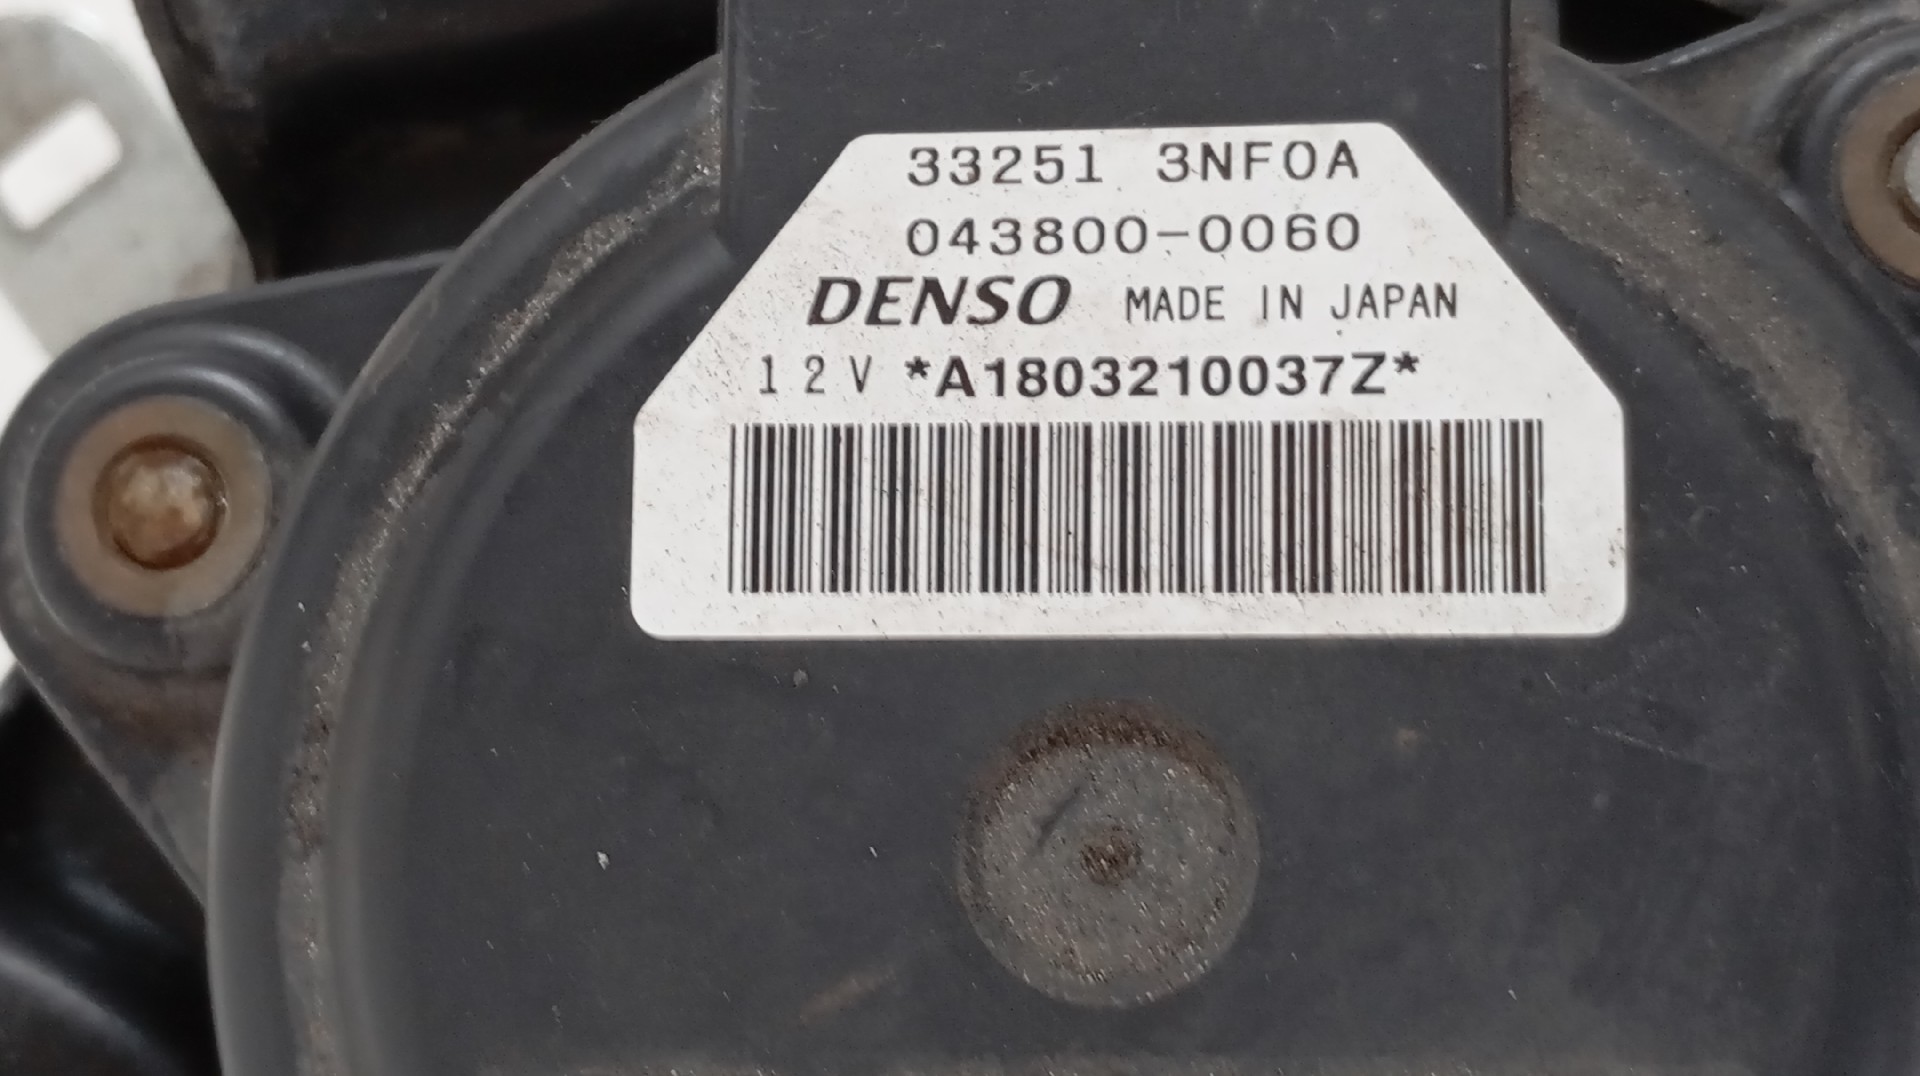 33251 3NF0A
043800-0060
DENSO MADE IN JAPAN
12V *A1803210037Z*